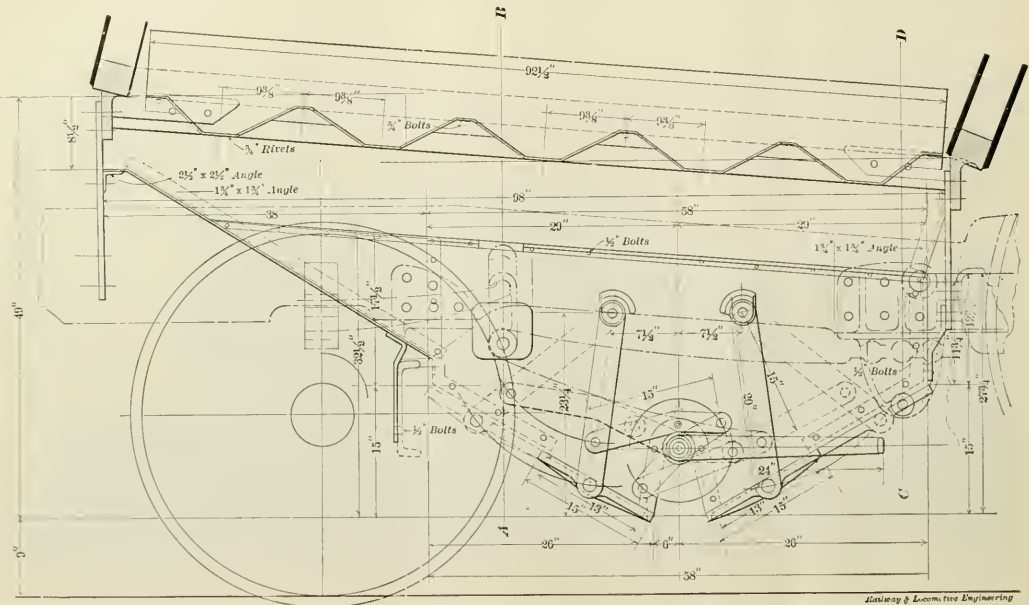 B
D
92½"
9⅜"
9⅜"
¾" Bolts
9⅜"
9⅜"
8½"
¾" Rivets
2½" x 2½" Angle
1¾" x 1¾" Angle
98"
38"
58"
29"
29"
½" Bolts
1¾" x 1¾" Angle
49"
17½"
32½"
7½"
7½"
11¾"
½" Bolts
27¾"
23¼"
15"
15"
20"
15"
½" Bolts
15"
24"
C
15"
13"
13"
15"
A
9"
26"
6"
26"
58"
Railway & Locomotive Engineering